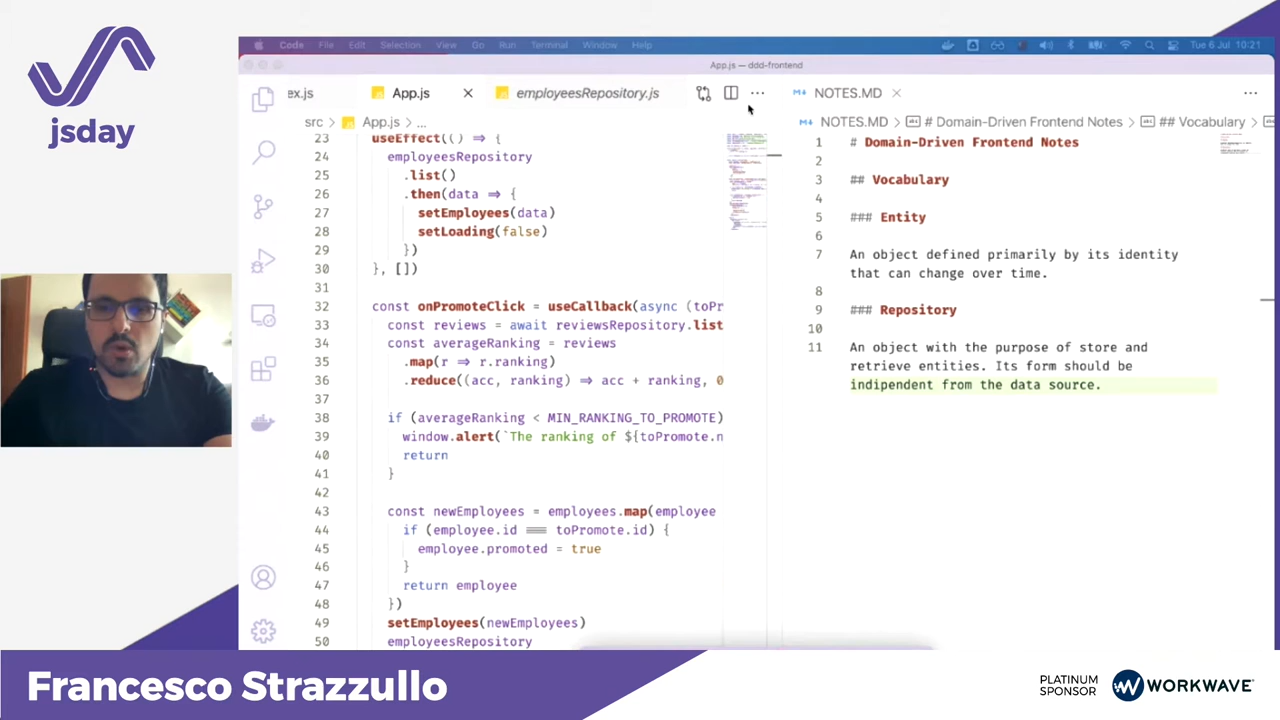 jsday
Code File Edit Selection View Go Run Terminal Window Help
Tue 6 Jul 10:21
App.js — ddd-frontend
ex.js
App.js
employeesRepository.js
src > App.js > ...
23 useEffect(() => {
24 employeesRepository
25 .list()
26 .then(data => {
27 setEmployees(data)
28 setLoading(false)
29 })
30 }, [])
31
32 const onPromoteClick = useCallback(async (toPr
33 const reviews = await reviewsRepository.list
34 const averageRanking = reviews
35 .map(r => r.ranking)
36 .reduce((acc, ranking) => acc + ranking, 0
37
38 if (averageRanking < MIN_RANKING_TO_PROMOTE)
39 window.alert(`The ranking of ${toPromote.n
40 return
41 }
42
43 const newEmployees = employees.map(employee
44 if (employee.id === toPromote.id) {
45 employee.promoted = true
46 }
47 return employee
48 })
49 setEmployees(newEmployees)
50 employeesRepository
NOTES.MD
NOTES.MD > # Domain-Driven Frontend Notes > ## Vocabulary >
1 # Domain-Driven Frontend Notes
2
3 ## Vocabulary
4
5 ### Entity
6
7 An object defined primarily by its identity
that can change over time.
8
9 ### Repository
10
11 An object with the purpose of store and
retrieve entities. Its form should be
indipendent from the data source.
Francesco Strazzullo
PLATINUM
SPONSOR
WORKWAVE